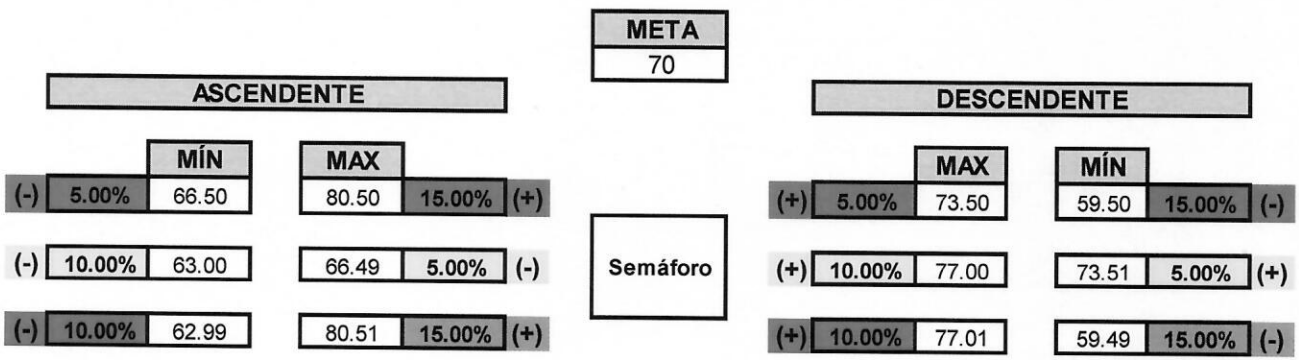 META
70
ASCENDENTE
DESCENDENTE
MÍN MAX
MAX MÍN
(-) 5.00% 66.50 80.50 15.00% (+)
(+) 5.00% 73.50 59.50 15.00% (-)
(-) 10.00% 63.00 66.49 5.00% (-)
Semáforo
(+) 10.00% 77.00 73.51 5.00% (+)
(-) 10.00% 62.99 80.51 15.00% (+)
(+) 10.00% 77.01 59.49 15.00% (-)